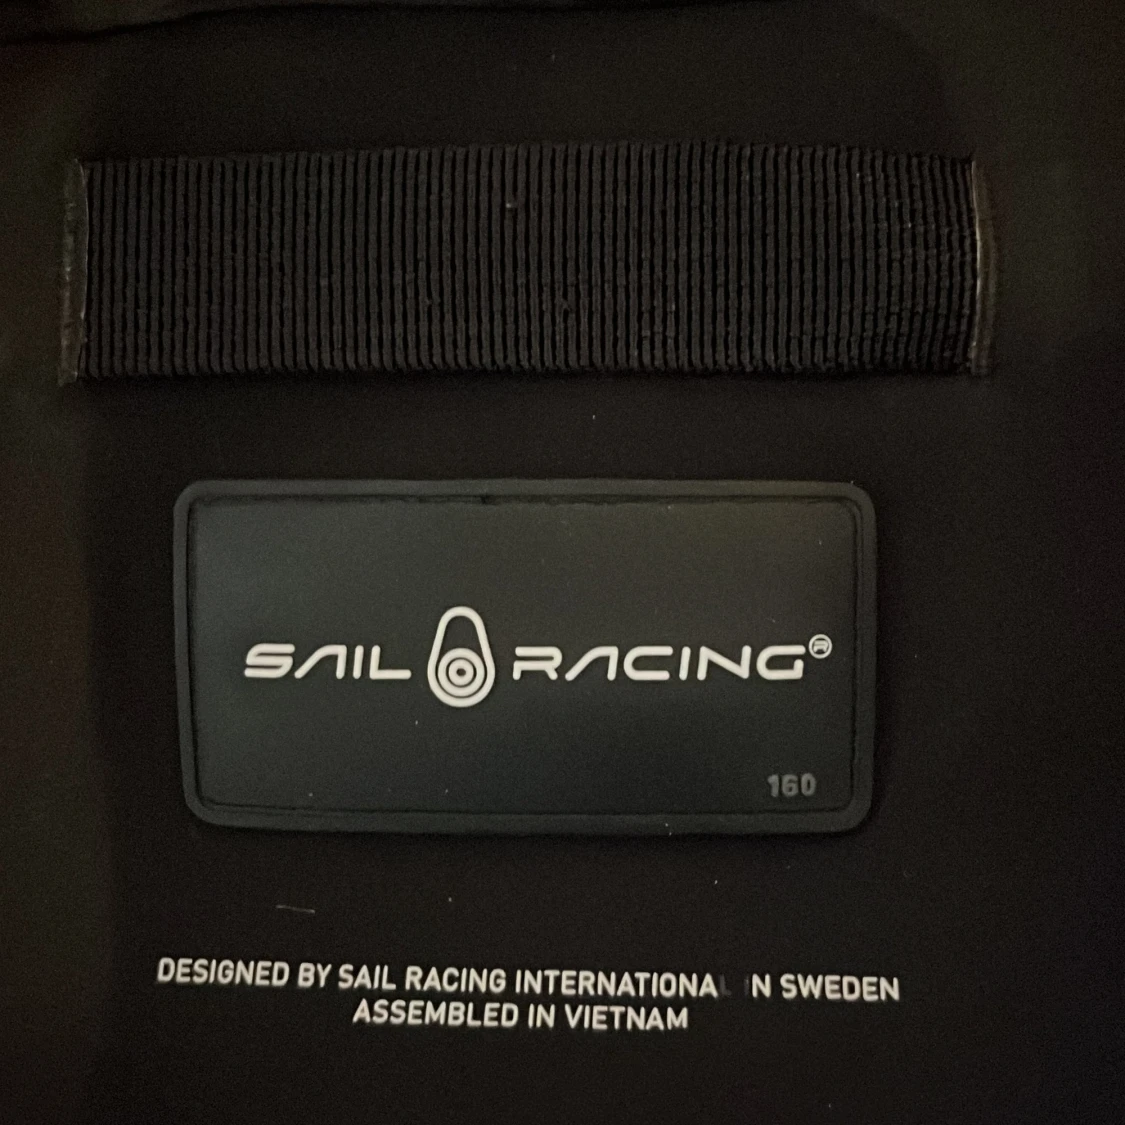 SAIL RACING®
160
DESIGNED BY SAIL RACING INTERNATIONAL IN SWEDEN
ASSEMBLED IN VIETNAM